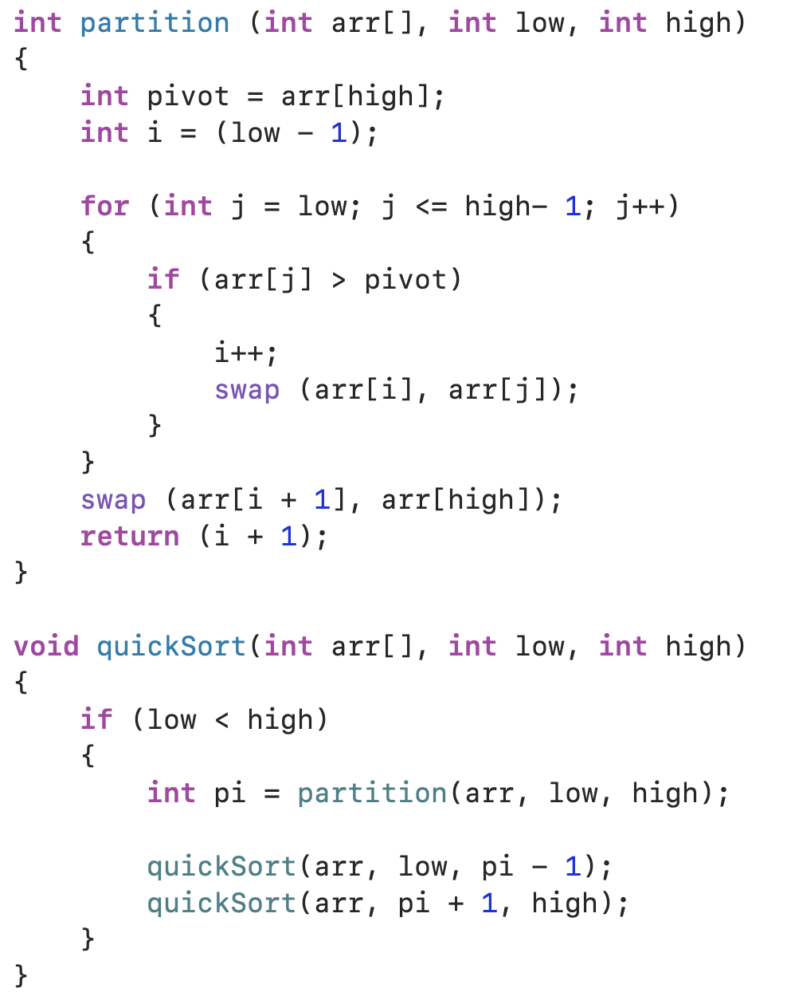 int partition (int arr[], int low, int high)
{
    int pivot = arr[high];
    int i = (low - 1);

    for (int j = low; j <= high- 1; j++)
    {
        if (arr[j] > pivot)
        {
            i++;
            swap (arr[i], arr[j]);
        }
    }
    swap (arr[i + 1], arr[high]);
    return (i + 1);
}

void quickSort(int arr[], int low, int high)
{
    if (low < high)
    {
        int pi = partition(arr, low, high);

        quickSort(arr, low, pi - 1);
        quickSort(arr, pi + 1, high);
    }
}